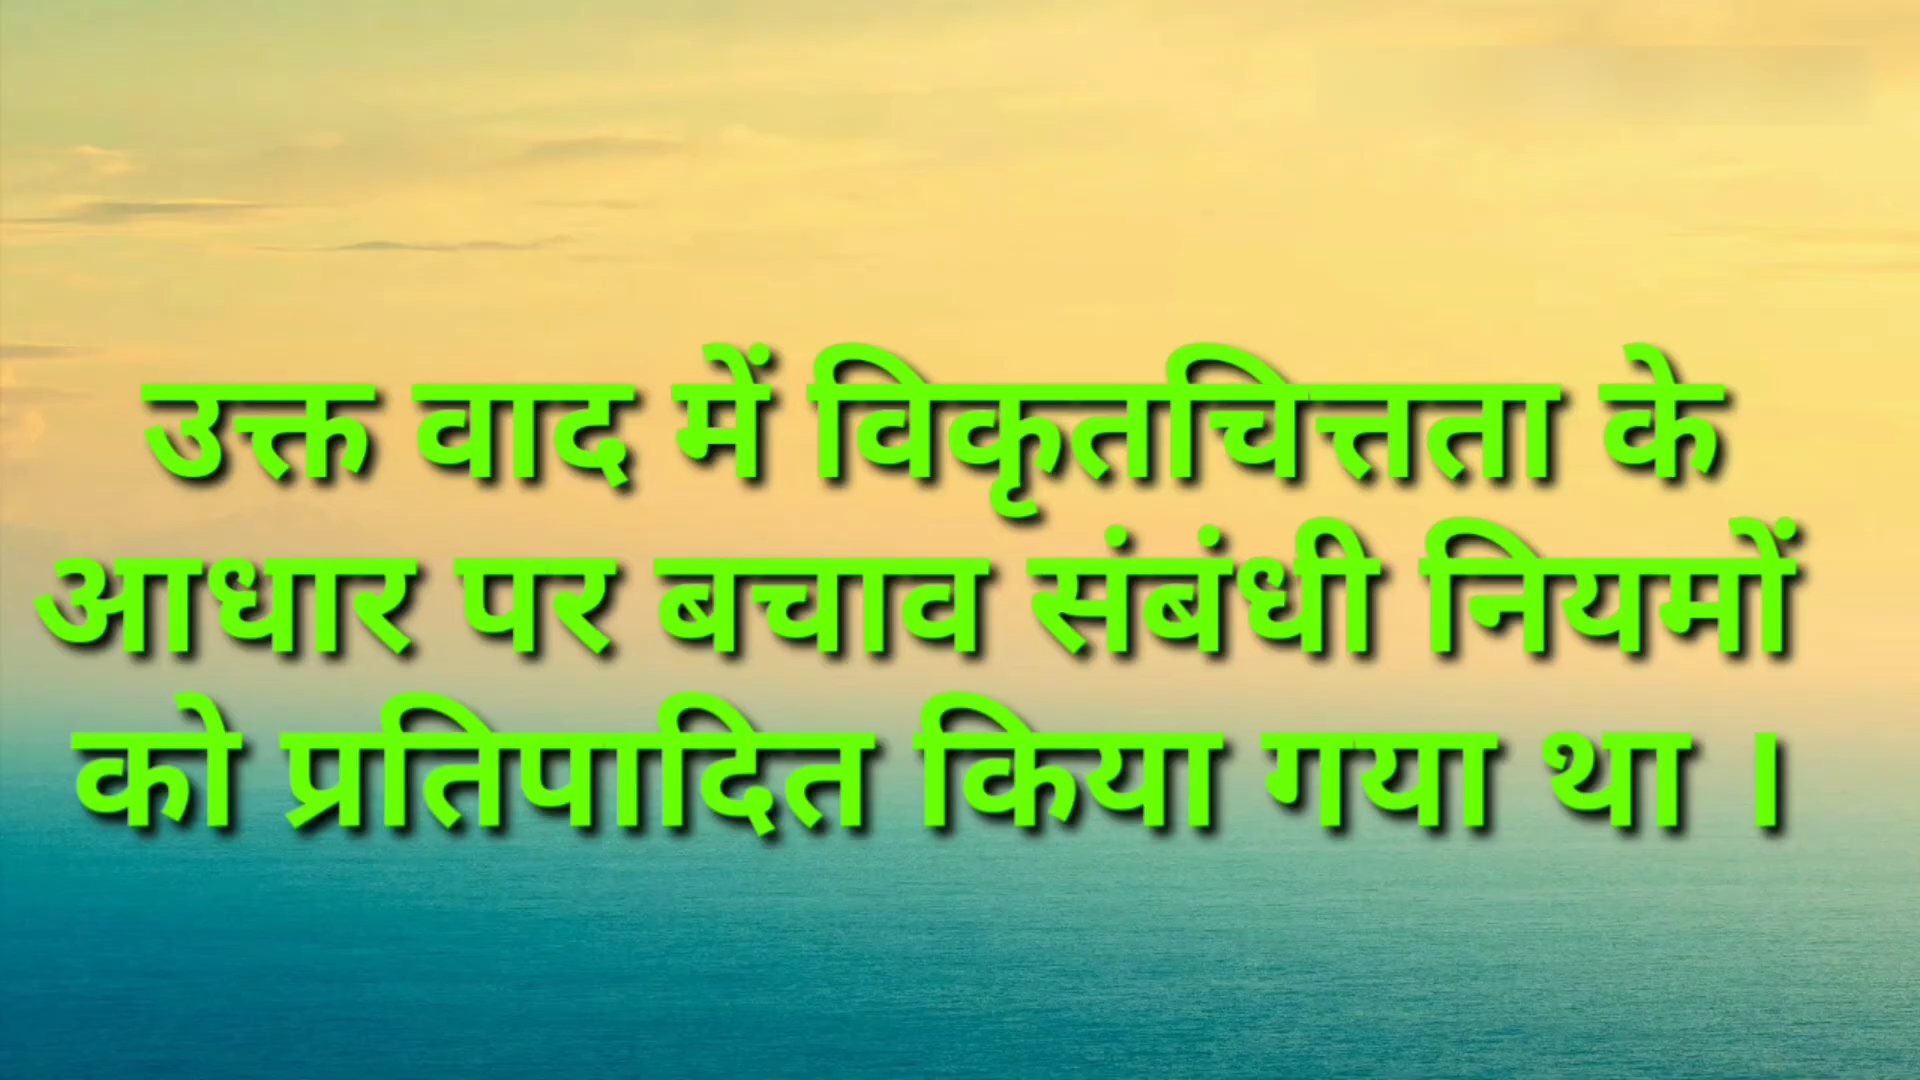 उक्त वाद में विकृतचित्तता के
आधार पर बचाव संबंधी नियमों
को प्रतिपादित किया गया था ।